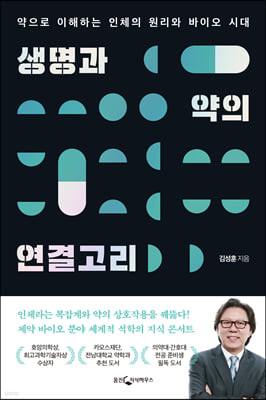 약으로 이해하는 인체의 원리와 바이오 시대
생명과
약의
연결고리
김성훈 지음
인체라는 복잡계와 약의 상호작용을 꿰뚫다!
제약 바이오 분야 세계적 석학의 지식 콘서트
호암의학상,
최고과학기술자상
수상자
카오스재단,
전남대학교 약학과
추천 도서
의약대·간호대
전공 준비생
필독 도서
웅진 지식하우스